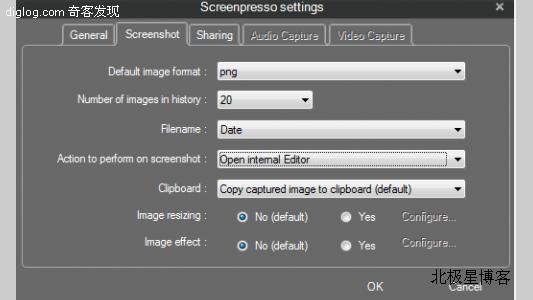 Screenpresso settings
diglog.com 奇客发现
General Screenshot Sharing Audio Capture Video Capture
Default image format : png
Number of images in history : 20
Filename : Date
Action to perform on screenshot : Open internal Editor
Clipboard : Copy captured image to clipboard (default)
Image resizing : No (default) Yes Configure...
Image effect : No (default) Yes Configure...
北极星博客
OK Cancel